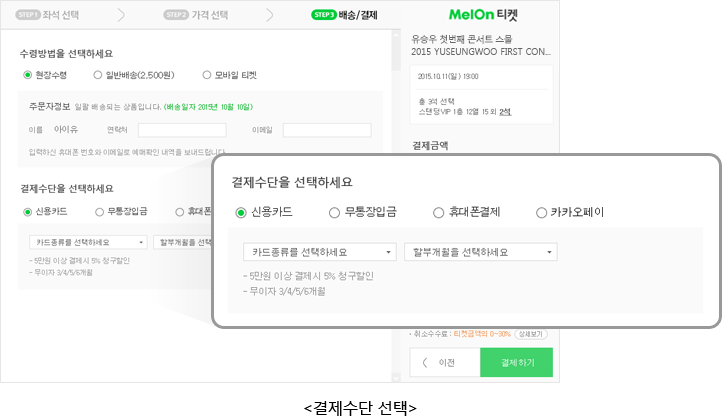 STEP1 좌석 선택
STEP2 가격 선택
STEP3 배송/결제
수령방법을 선택하세요
현장수령 일반배송(2,500원) 모바일 티켓
주문자정보 일괄 배송되는 상품입니다. (배송일자 2015년 10월 10일)
이름 아이유 연락처 이메일
입력하신 휴대폰 번호와 이메일로 예매확인 내역을 보내드립니다.
결제수단을 선택하세요
신용카드 무통장입금 휴대폰
카드종류를 선택하세요 할부개월을 선택
- 5만원 이상 결제시 5% 청구할인
- 무이자 3/4/5/6개월
MelOn 티켓
유승우 첫번째 콘서트 스물
2015 YUSEUNGWOO FIRST CON...
2015.10.11(일) 19:00
총 3석 선택
스탠딩VIP 1층 12열 15 외 2석
결제금액
결제수단을 선택하세요
신용카드 무통장입금 휴대폰결제 카카오페이
카드종류를 선택하세요 할부개월을 선택하세요
- 5만원 이상 결제시 5% 청구할인
- 무이자 3/4/5/6개월
· 취소수수료 : 티켓금액의 0~30% 상세보기
이전 결제하기
<결제수단 선택>